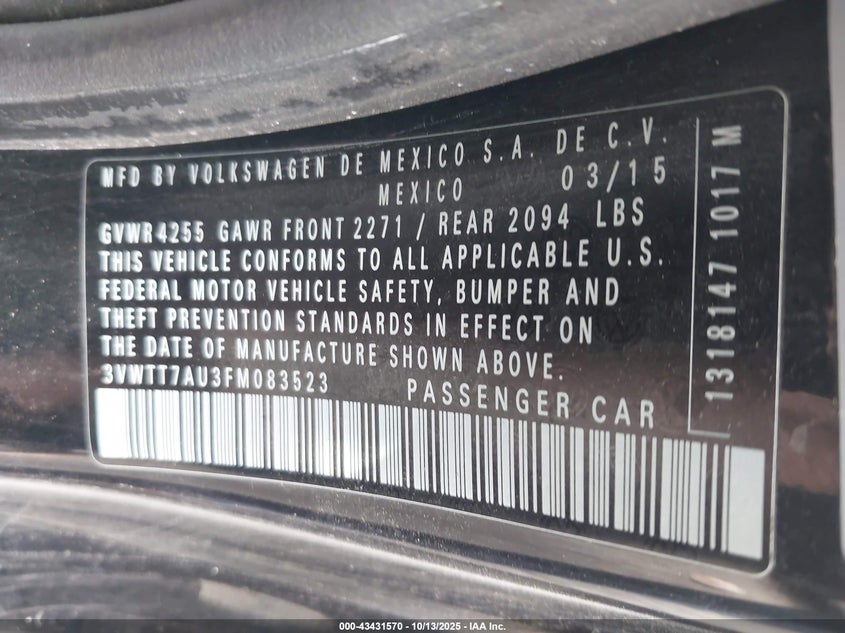 MFD BY VOLKSWAGEN DE MEXICO S.A. DE C.V.
MEXICO 03/15
GVWR 4255 GAWR FRONT 2271 / REAR 2094 LBS
THIS VEHICLE CONFORMS TO ALL APPLICABLE U.S.
FEDERAL MOTOR VEHICLE SAFETY, BUMPER AND
THEFT PREVENTION STANDARDS IN EFFECT ON
THE DATE OF MANUFACTURE SHOWN ABOVE.
3VWTT7AU3FM083523 PASSENGER CAR
1318147 1017 M
000-43431570 - 10/13/2025 - IAA Inc.